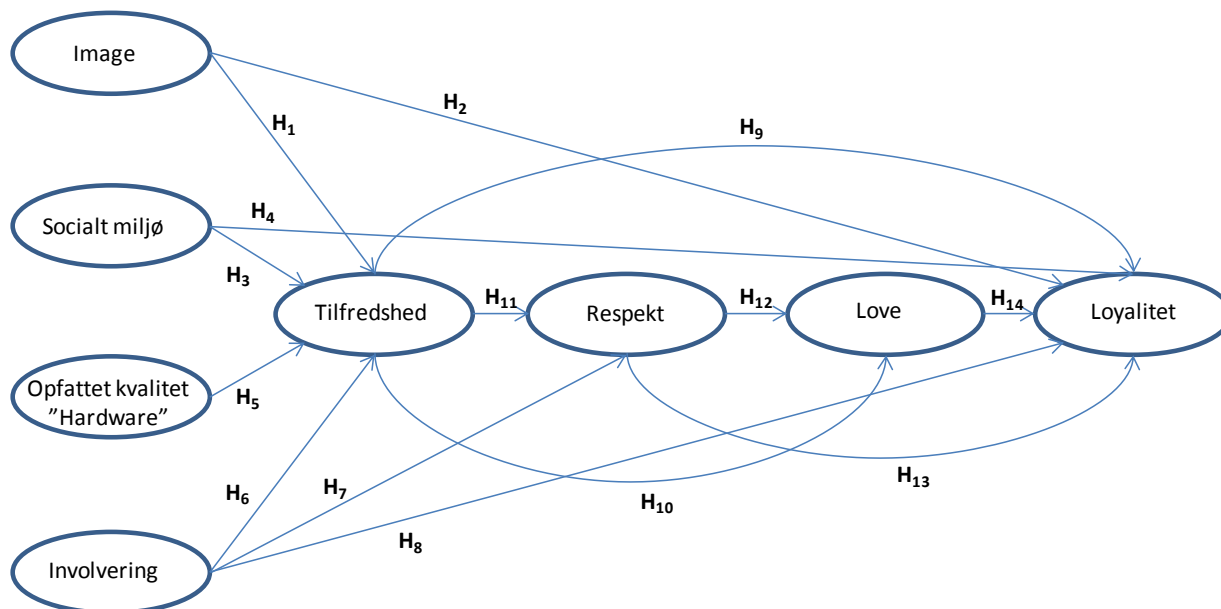 Image
H₂
H₁
H₉
Socialt miljø
H₄
H₃
Tilfredshed
H₁₁
Respekt
H₁₂
Love
H₁₄
Loyalitet
Opfattet kvalitet
”Hardware”
H₅
H₆
H₇
H₁₀
H₁₃
H₈
Involvering